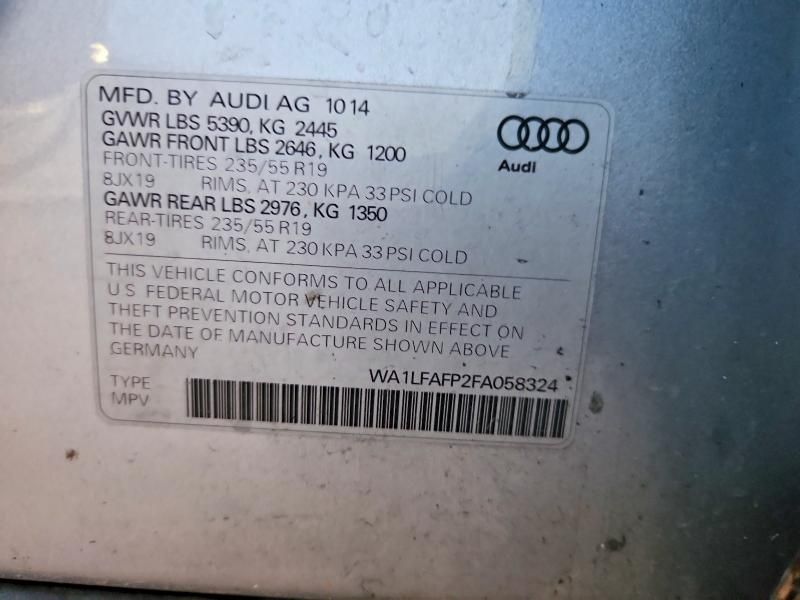 MFD. BY AUDI AG 10 14
GVWR LBS 5390, KG 2445
GAWR FRONT LBS 2646, KG 1200
FRONT-TIRES 235/55 R19
8JX19 RIMS, AT 230 KPA 33 PSI COLD
GAWR REAR LBS 2976, KG 1350
REAR-TIRES 235/55 R19
8JX19 RIMS, AT 230 KPA 33 PSI COLD
Audi
THIS VEHICLE CONFORMS TO ALL APPLICABLE
U.S. FEDERAL MOTOR VEHICLE SAFETY AND
THEFT PREVENTION STANDARDS IN EFFECT ON
THE DATE OF MANUFACTURE SHOWN ABOVE
GERMANY
WA1LFAFP2FA058324
TYPE
MPV